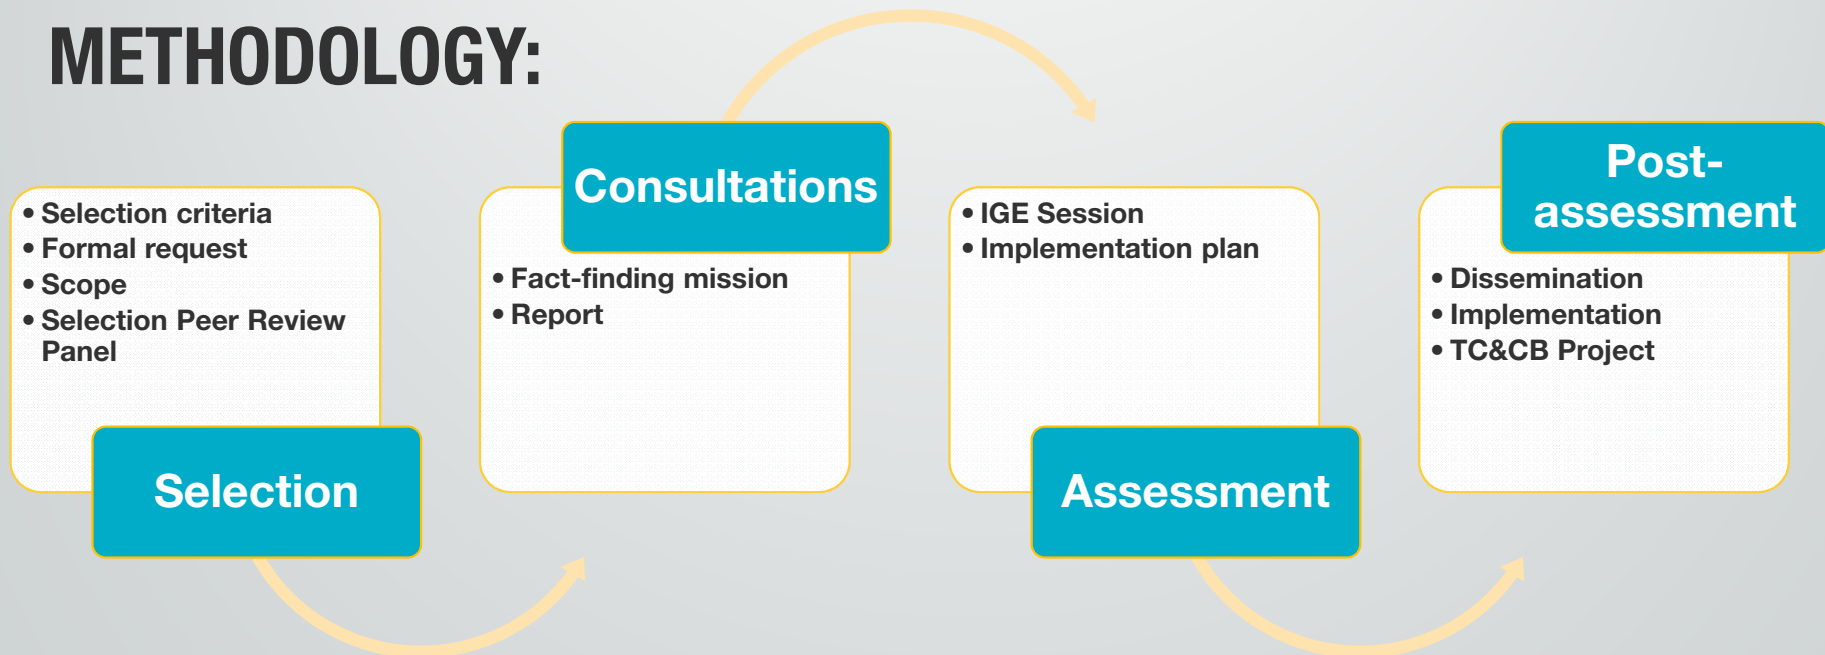 METHODOLOGY:
• Selection criteria
• Formal request
• Scope
• Selection Peer Review
Panel
Selection
Consultations
• Fact-finding mission
• Report
• IGE Session
• Implementation plan
Assessment
Post-
assessment
• Dissemination
• Implementation
• TC&CB Project